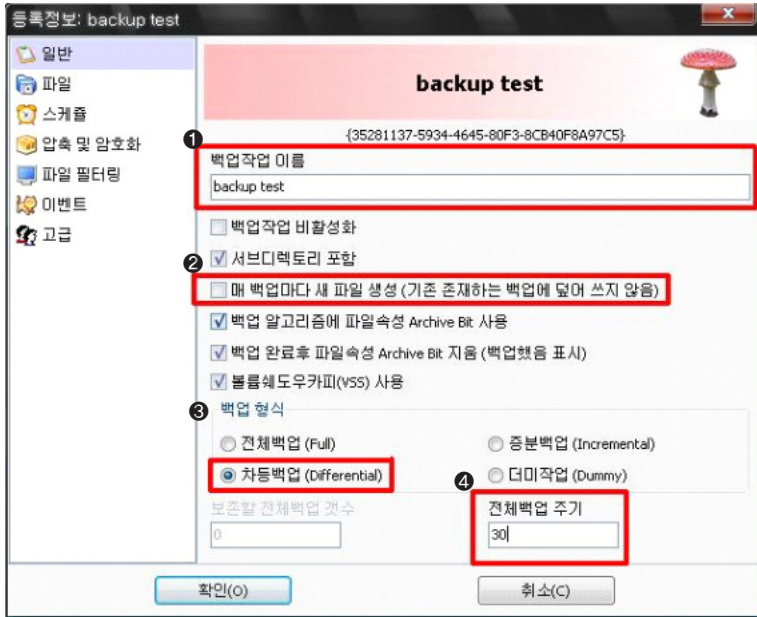 등록정보: backup test
일반
파일
스케쥴
압축 및 암호화
파일 필터링
이벤트
고급
backup test
{35281137-5934-4645-80F3-8CB40F8A97C5}
❶
백업작업 이름
backup test
백업작업 비활성화
서브디렉토리 포함
❷
매 백업마다 새 파일 생성 (기존 존재하는 백업에 덮어 쓰지 않음)
백업 알고리즘에 파일속성 Archive Bit 사용
백업 완료후 파일속성 Archive Bit 지움 (백업했음 표시)
볼륨쉐도우카피(VSS) 사용
❸ 백업 형식
전체백업 (Full)
증분백업 (Incremental)
차등백업 (Differential)
더미작업 (Dummy)
❹
보존할 전체백업 갯수
전체백업 주기
0
30
확인(O)
취소(C)